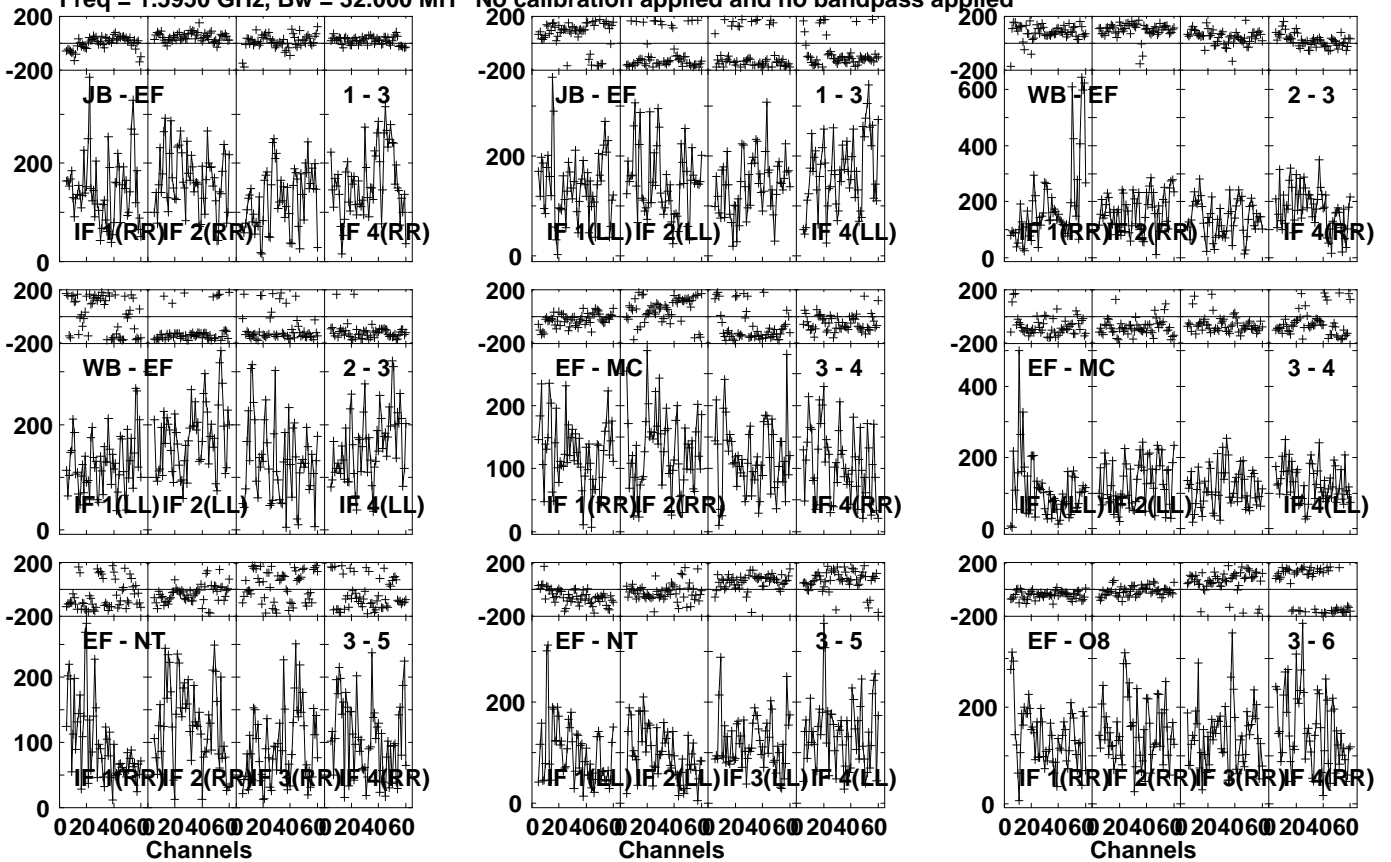 Freq = 1.5950 GHz, Bw = 32.000 MH No calibration applied and no bandpass applied
200
-200
JB - EF 1 - 3
200
0
IF 1(RR) IF 2(RR) IF 4(RR)
200
-200
JB - EF 1 - 3
200
0
IF 1(LL) IF 2(LL) IF 4(LL)
200
-200
600
WB - EF 2 - 3
400
200
0
IF 1(RR) IF 2(RR) IF 4(RR)
200
-200
WB - EF 2 - 3
200
0
IF 1(LL) IF 2(LL) IF 4(LL)
200
-200
300
EF - MC 3 - 4
200
100
0
IF 1(RR) IF 2(RR) IF 4(RR)
200
-200
EF - MC 3 - 4
400
200
0
IF 1(LL) IF 2(LL) IF 4(LL)
200
-200
EF - NT 3 - 5
200
100
0
IF 1(RR) IF 2(RR) IF 3(RR) IF 4(RR)
0 20 40 60 0 20 40 60 0 20 40 60 0 20 40 60
Channels
200
-200
EF - NT 3 - 5
200
0
IF 1(LL) IF 2(LL) IF 3(LL) IF 4(LL)
0 20 40 60 0 20 40 60 0 20 40 60 0 20 40 60
Channels
200
-200
EF - O8 3 - 6
200
0
IF 1(RR) IF 2(RR) IF 3(RR) IF 4(RR)
0 20 40 60 0 20 40 60 0 20 40 60 0 20 40 60
Channels